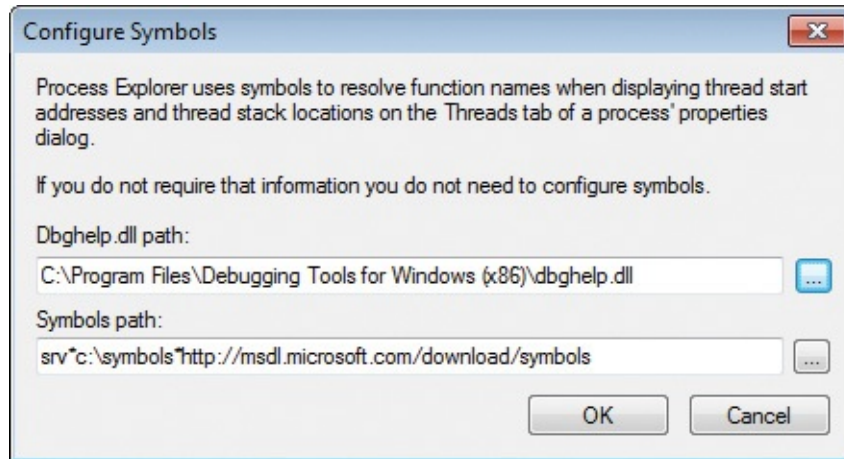 Configure Symbols
Process Explorer uses symbols to resolve function names when displaying thread start
addresses and thread stack locations on the Threads tab of a process' properties
dialog.
If you do not require that information you do not need to configure symbols.
Dbghelp.dll path:
C:\Program Files\Debugging Tools for Windows (x86)\dbghelp.dll
...
Symbols path:
srv*c:\symbols*http://msdl.microsoft.com/download/symbols
...
OK
Cancel